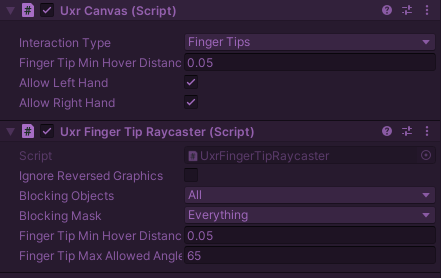 # Uxr Canvas (Script)
Interaction Type Finger Tips
Finger Tip Min Hover Distanc 0.05
Allow Left Hand
Allow Right Hand
# Uxr Finger Tip Raycaster (Script)
Script UxrFingerTipRaycaster
Ignore Reversed Graphics
Blocking Objects All
Blocking Mask Everything
Finger Tip Min Hover Distanc 0.05
Finger Tip Max Allowed Angle 65